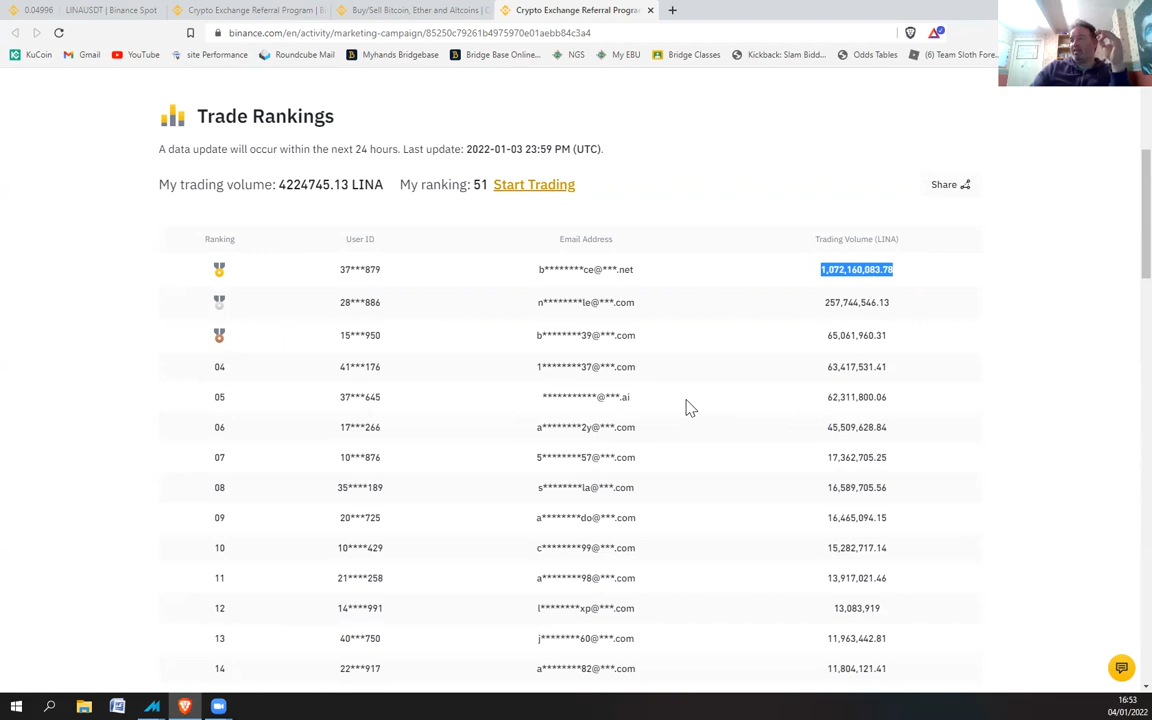 0.04996 LINAUSDT | Binance Spot
Crypto Exchange Referral Program | Bi
Buy/Sell Bitcoin, Ether and Altcoins | C
Crypto Exchange Referral Progra
binance.com/en/activity/marketing-campaign/85250c79261b4975970e01aebb84c3a4
KuCoin Gmail YouTube site Performance Roundcube Mail Myhands Bridgebase Bridge Base Online... NGS My EBU Bridge Classes Kickback: Slam Bidd... Odds Tables (6) Team Sloth Fore...
Trade Rankings
A data update will occur within the next 24 hours. Last update: 2022-01-03 23:59 PM (UTC).
My trading volume: 4224745.13 LINA My ranking: 51 Start Trading Share
Ranking User ID Email Address Trading Volume (LINA)
37***879 b********ce@***.net 1,072,160,083.78
28***886 n********le@***.com 257,744,546.13
15***950 b********39@***.com 65,061,960.31
04 41***176 1********37@***.com 63,417,531.41
05 37***645 ***********@***.ai 62,311,800.06
06 17***266 a********2y@***.com 45,509,628.84
07 10***876 5********57@***.com 17,362,705.25
08 35****189 s********la@***.com 16,589,705.56
09 20***725 a********do@***.com 16,465,094.15
10 10****429 c********99@***.com 15,282,717.14
11 21****258 a********98@***.com 13,917,021.46
12 14****991 l********xp@***.com 13,083,919
13 40***750 j********60@***.com 11,963,442.81
14 22***917 a********82@***.com 11,804,121.41
16:53
04/01/2022